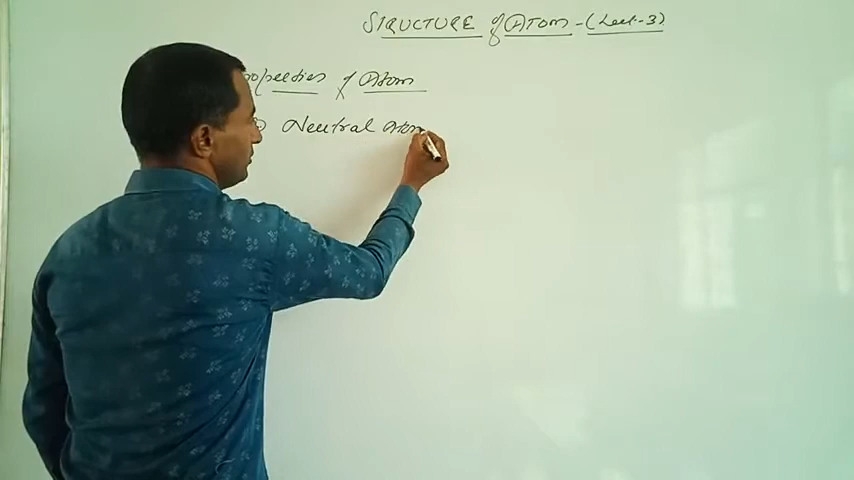 Structure of Atom - (Lect-3)
of Atom
Neutral Atom